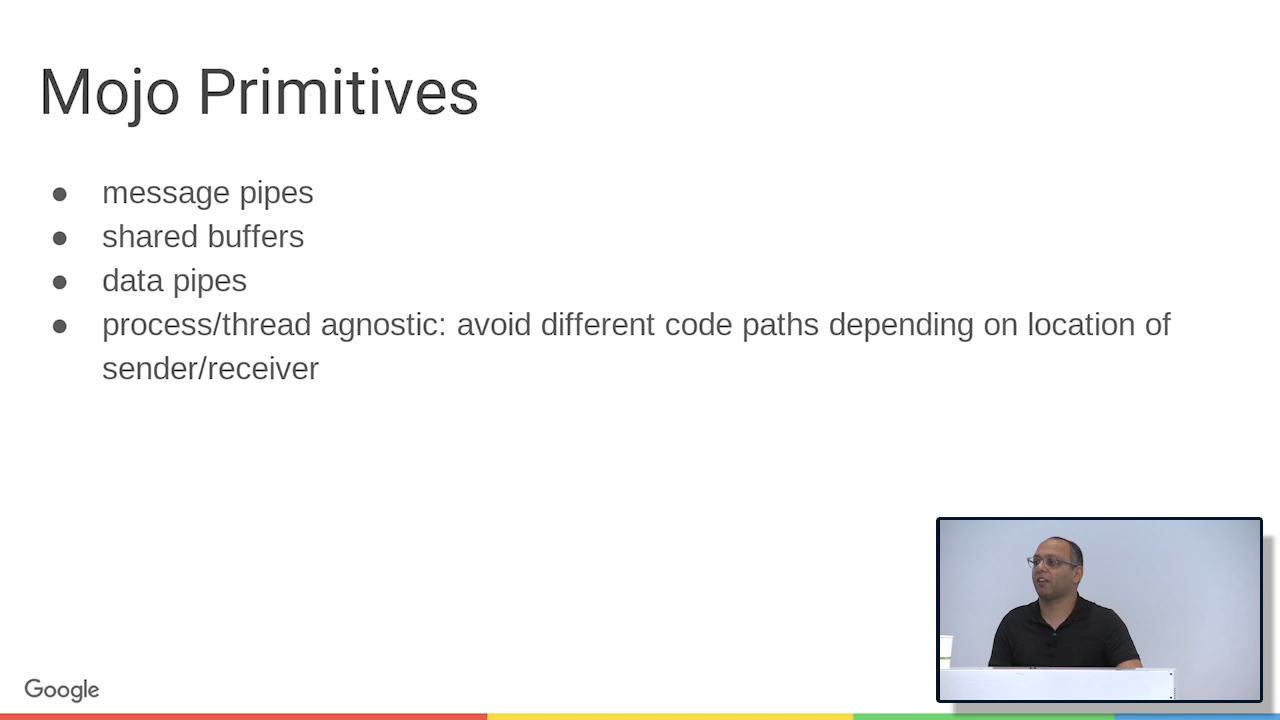 Mojo Primitives
● message pipes
● shared buffers
● data pipes
● process/thread agnostic: avoid different code paths depending on location of
sender/receiver
Google